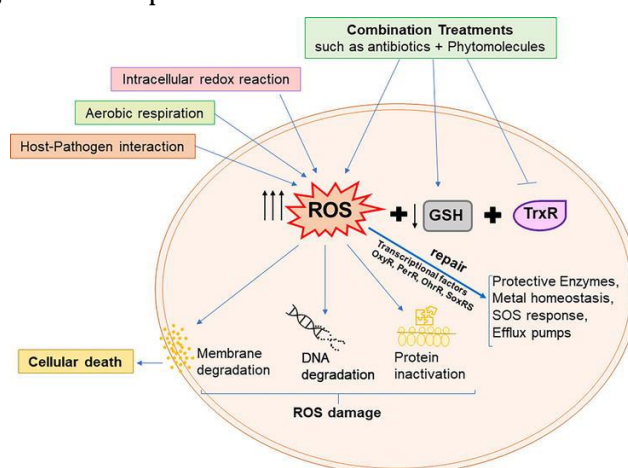 Combination Treatments
such as antibiotics + Phytomolecules
Intracellular redox reaction
Aerobic respiration
Host-Pathogen interaction
ROS
GSH
TrxR
repair
Transcriptional factors
OxyR, PerR, OhrR, SoxRS
Protective Enzymes,
Metal homeostasis,
SOS response,
Efflux pumps
Cellular death
Membrane
degradation
DNA
degradation
Protein
inactivation
ROS damage